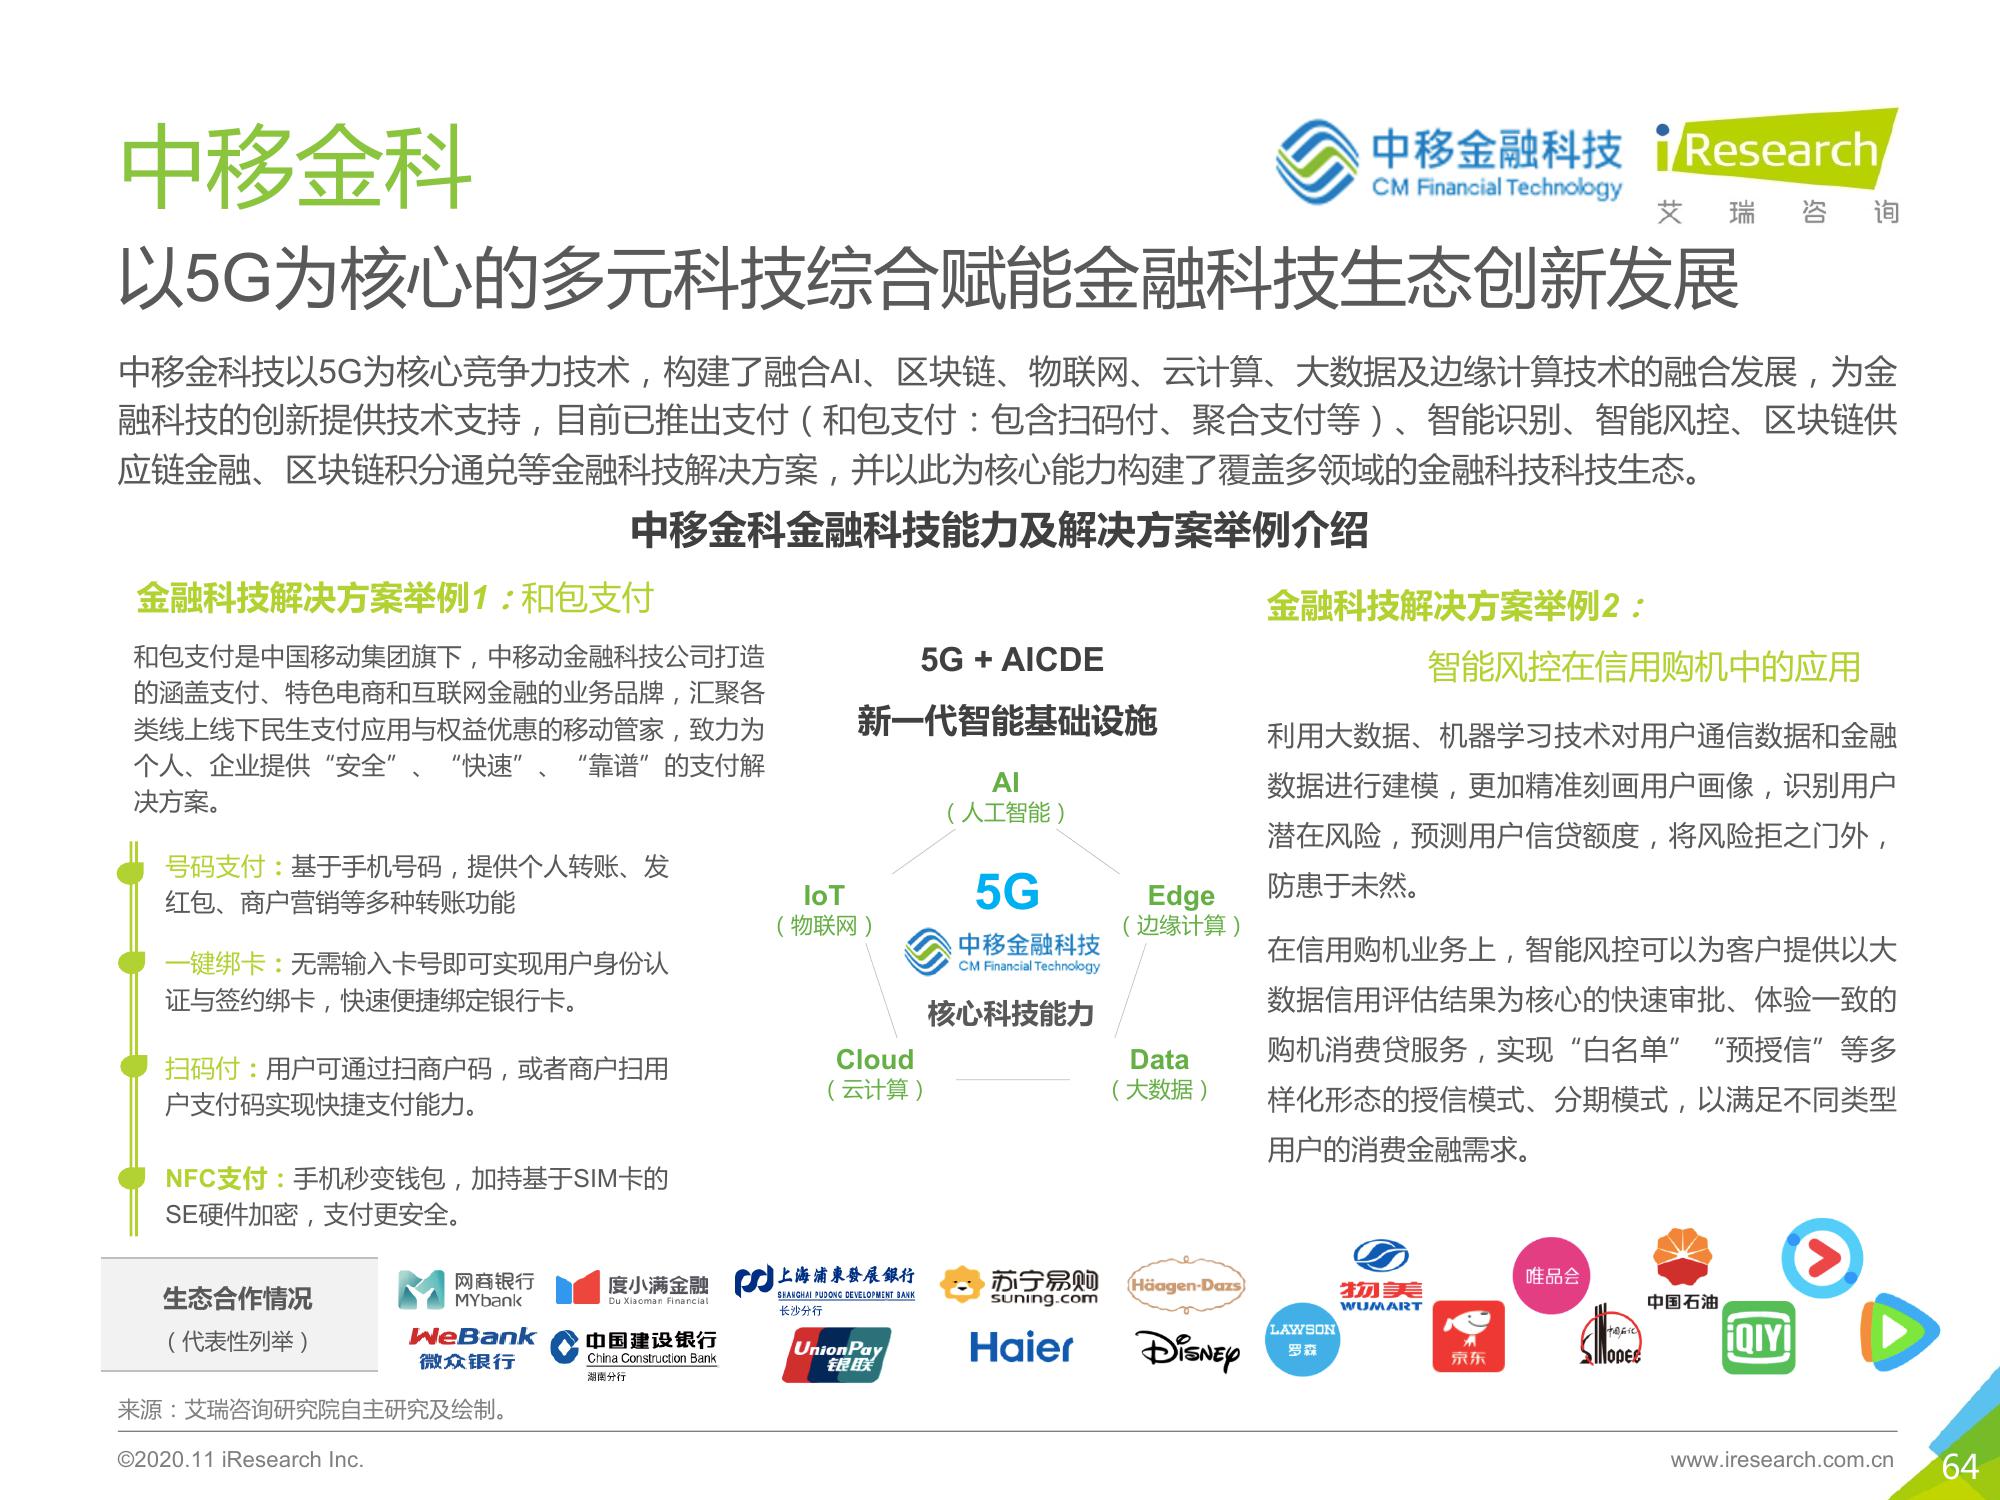 中移金科
中移金融科技
CM Financial Technology
iResearch
艾瑞咨询
以5G为核心的多元科技综合赋能金融科技生态创新发展
中移金科技以5G为核心竞争力技术，构建了融合AI、区块链、物联网、云计算、大数据及边缘计算技术的融合发展，为金
融科技的创新提供技术支持，目前已推出支付（和包支付：包含扫码付、聚合支付等）、智能识别、智能风控、区块链供
应链金融、区块链积分通兑等金融科技解决方案，并以此为核心能力构建了覆盖多领域的金融科技科技生态。
中移金科金融科技能力及解决方案举例介绍
金融科技解决方案举例1：和包支付
和包支付是中国移动集团旗下，中移动金融科技公司打造
的涵盖支付、特色电商和互联网金融的业务品牌，汇聚各
类线上线下民生支付应用与权益优惠的移动管家，致力为
个人、企业提供“安全”、“快速”、“靠谱”的支付解
决方案。
号码支付：基于手机号码，提供个人转账、发
红包、商户营销等多种转账功能
一键绑卡：无需输入卡号即可实现用户身份认
证与签约绑卡，快速便捷绑定银行卡。
扫码付：用户可通过扫商户码，或者商户扫用
户支付码实现快捷支付能力。
NFC支付：手机秒变钱包，加持基于SIM卡的
SE硬件加密，支付更安全。
5G + AICDE
新一代智能基础设施
AI
（人工智能）
IoT
（物联网）
5G
Edge
（边缘计算）
中移金融科技
CM Financial Technology
核心科技能力
Cloud
（云计算）
Data
（大数据）
金融科技解决方案举例2：
智能风控在信用购机中的应用
利用大数据、机器学习技术对用户通信数据和金融
数据进行建模，更加精准刻画用户画像，识别用户
潜在风险，预测用户信贷额度，将风险拒之门外，
防患于未然。
在信用购机业务上，智能风控可以为客户提供以大
数据信用评估结果为核心的快速审批、体验一致的
购机消费贷服务，实现“白名单”“预授信”等多
样化形态的授信模式、分期模式，以满足不同类型
用户的消费金融需求。
生态合作情况
（代表性列举）
网商银行
MYbank
度小满金融
Du Xiaoman Financial
上海浦東發展銀行
SHANGHAI PUDONG DEVELOPMENT BANK
长沙分行
苏宁易购
suning.com
Häagen-Dazs
物美
WUMART
唯品会
中国石油
WeBank
微众银行
中国建设银行
China Construction Bank
湖南分行
UnionPay
银联
Haier
Disney
LAWSON
罗森
京东
中国石化
SINOPEC
iQIYI
来源：艾瑞咨询研究院自主研究及绘制。
©2020.11 iResearch Inc.
www.iresearch.com.cn
64